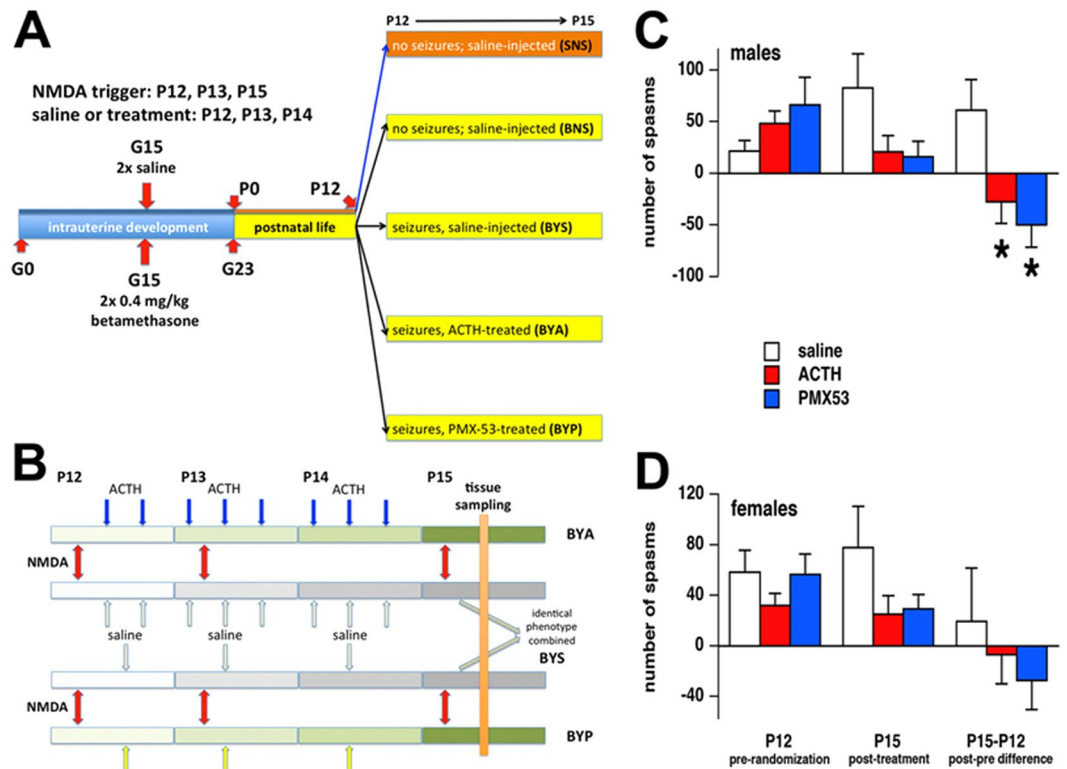 A
P12
P15
no seizures; saline-injected (SNS)
NMDA trigger: P12, P13, P15
saline or treatment: P12, P13, P14
no seizures; saline-injected (BNS)
G15
2x saline
P0
P12
intrauterine development
postnatal life
seizures, saline-injected (BYS)
G0
G15
G23
2x 0.4 mg/kg
betamethasone
seizures, ACTH-treated (BYA)
seizures, PMX-53-treated (BYP)
B
P12
P13
P14
P15
ACTH
ACTH
ACTH
tissue
sampling
BYA
NMDA
saline
saline
saline
identical
phenotype
combined
BYS
NMDA
BYP
C
males
number of spasms
100
50
0
-50
-100
*
*
saline
ACTH
PMX53
D
females
number of spasms
120
80
40
0
-40
P12
pre-randomization
P15
post-treatment
P15-P12
post-pre difference